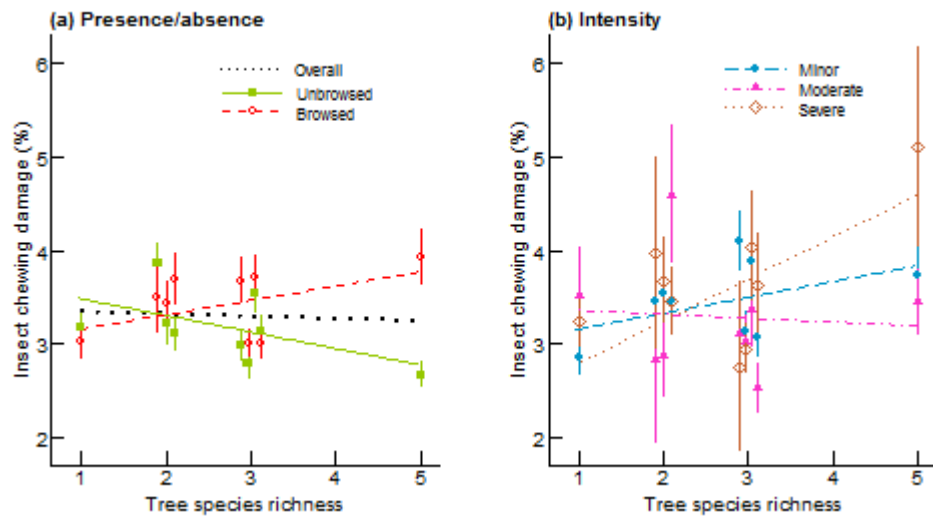 (a) Presence/absence
Overall
Unbrowsed
Browsed
Insect chewing damage (%)
6
5
4
3
2
1 2 3 4 5
Tree species richness
(b) Intensity
Minor
Moderate
Severe
Insect chewing damage (%)
6
5
4
3
2
1 2 3 4 5
Tree species richness